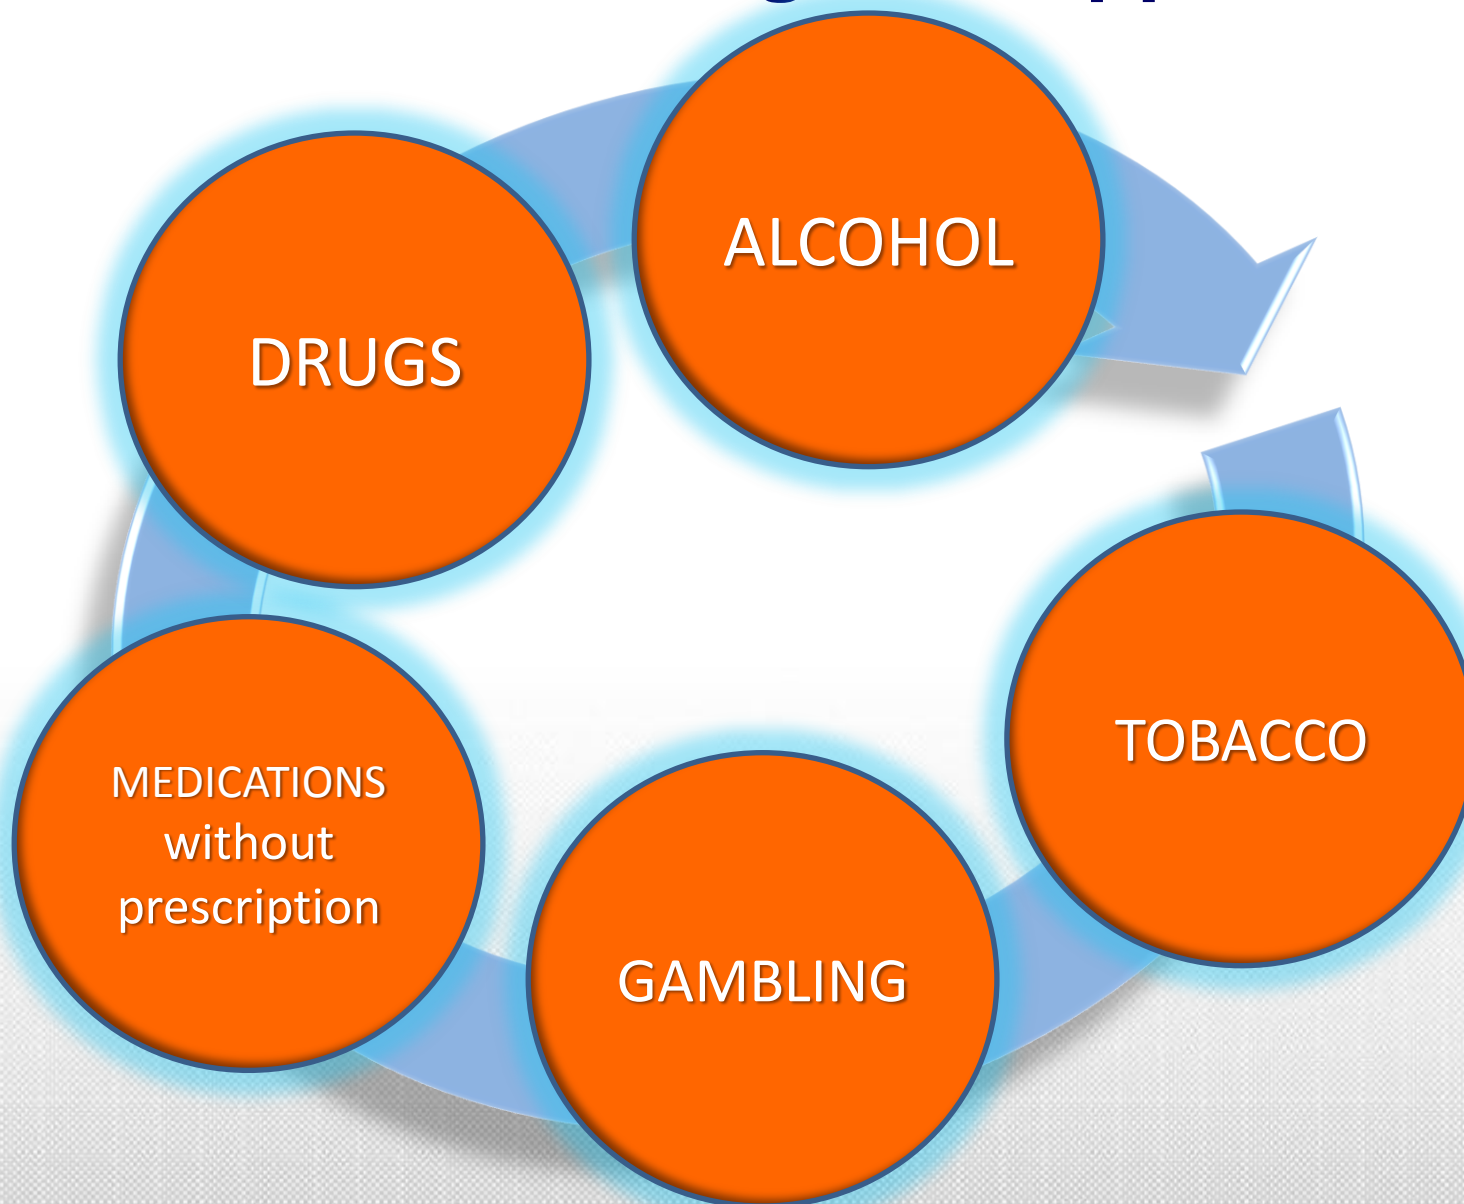 ALCOHOL
DRUGS
TOBACCO
MEDICATIONS
without
prescription
GAMBLING